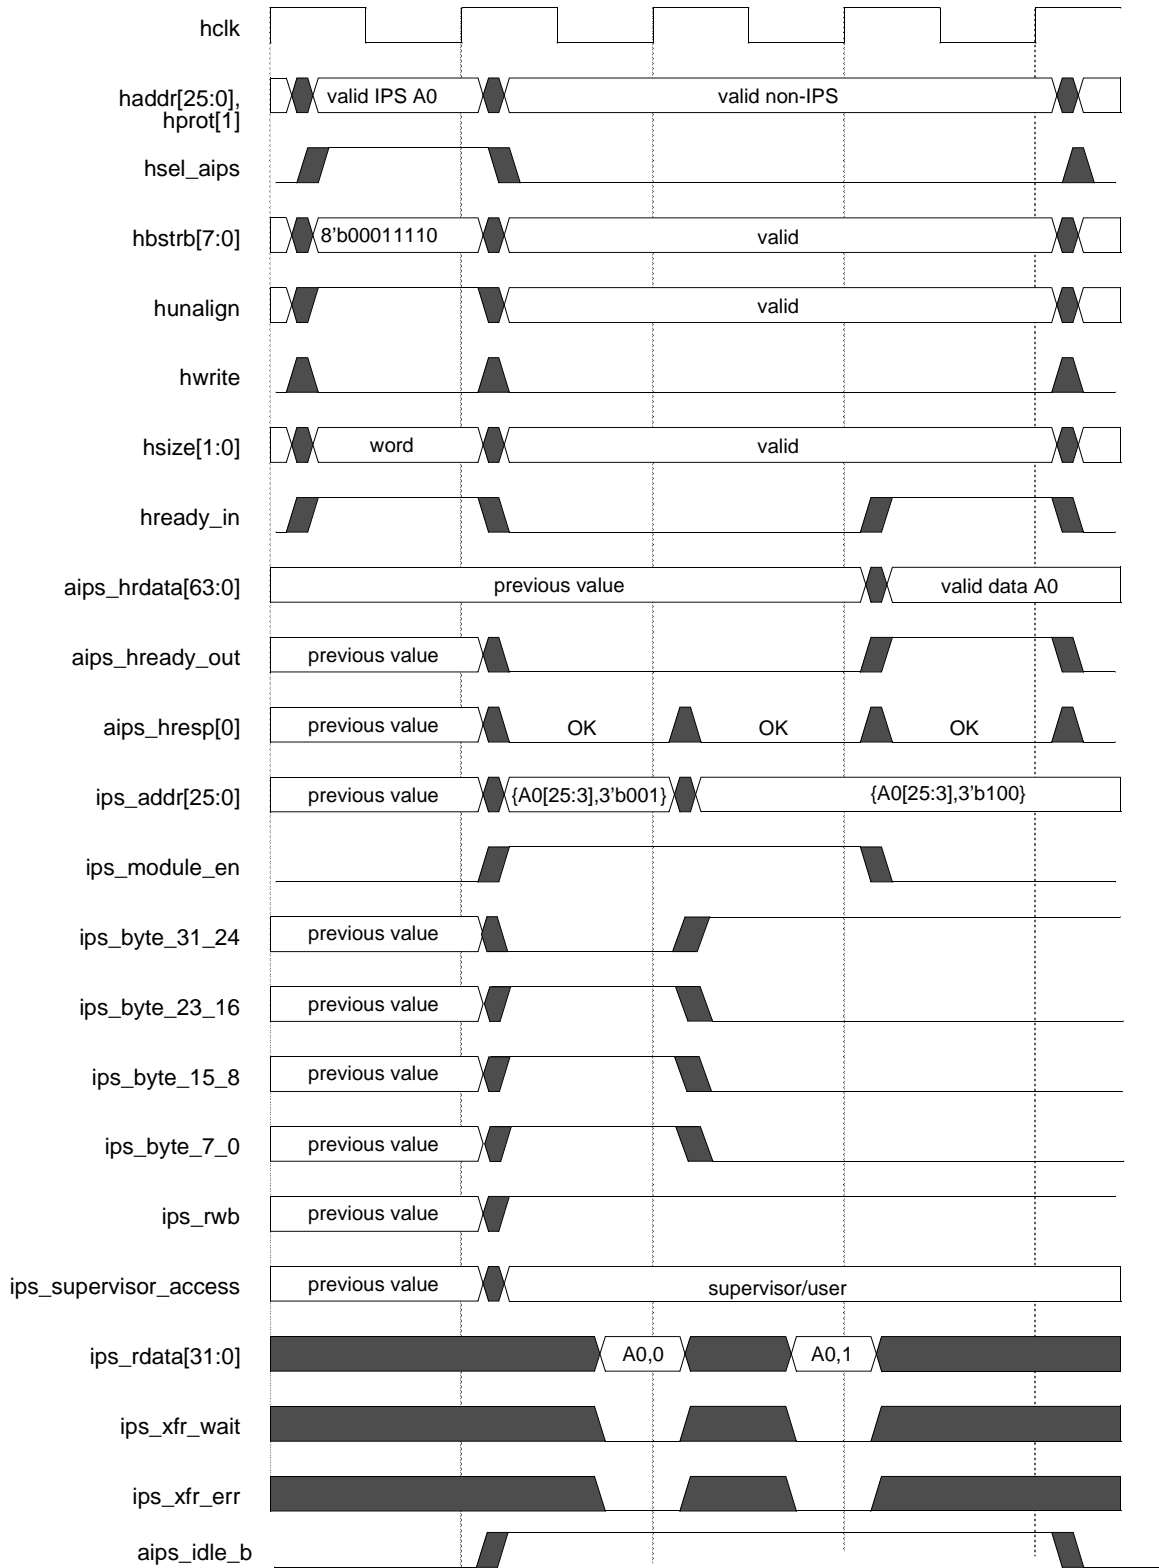 hclk
haddr[25:0],
hprot[1]
valid IPS A0
valid non-IPS
hsel_aips
hbstrb[7:0]
8’b00011110
valid
hunalign
valid
hwrite
hsize[1:0]
word
valid
hready_in
aips_hrdata[63:0]
previous value
valid data A0
aips_hready_out
previous value
aips_hresp[0]
previous value
OK
OK
OK
ips_addr[25:0]
previous value
{A0[25:3],3’b001}
{A0[25:3],3’b100}
ips_module_en
ips_byte_31_24
previous value
ips_byte_23_16
previous value
ips_byte_15_8
previous value
ips_byte_7_0
previous value
ips_rwb
previous value
ips_supervisor_access
previous value
supervisor/user
ips_rdata[31:0]
A0,0
A0,1
ips_xfr_wait
ips_xfr_err
aips_idle_b